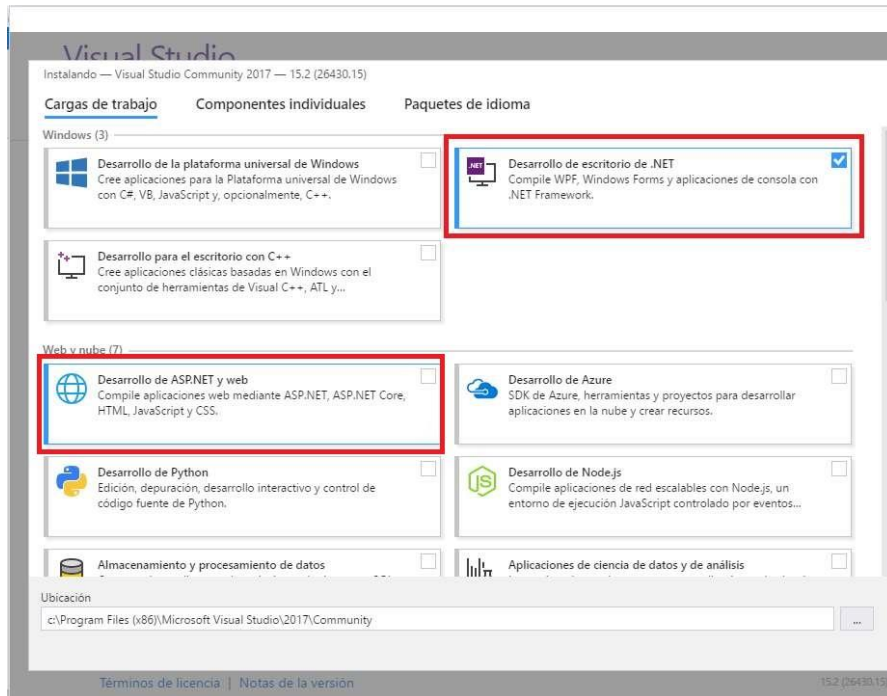 Visual Studio
Instalando — Visual Studio Community 2017 — 15.2 (26430.15)
Cargas de trabajo Componentes individuales Paquetes de idioma
Windows (3)
Desarrollo de la plataforma universal de Windows
Cree aplicaciones para la Plataforma universal de Windows
con C#, VB, JavaScript y, opcionalmente, C++.
.NET
Desarrollo de escritorio de .NET
Compile WPF, Windows Forms y aplicaciones de consola con
.NET Framework.
Desarrollo para el escritorio con C++
Cree aplicaciones clásicas basadas en Windows con el
conjunto de herramientas de Visual C++, ATL y...
Web y nube (7)
Desarrollo de ASP.NET y web
Compile aplicaciones web mediante ASP.NET, ASP.NET Core,
HTML, JavaScript y CSS.
Desarrollo de Azure
SDK de Azure, herramientas y proyectos para desarrollar
aplicaciones en la nube y crear recursos.
Desarrollo de Python
Edición, depuración, desarrollo interactivo y control de
código fuente de Python.
JS
Desarrollo de Node.js
Compile aplicaciones de red escalables con Node.js, un
entorno de ejecución JavaScript controlado por eventos...
Almacenamiento y procesamiento de datos
Aplicaciones de ciencia de datos y de análisis
Ubicación
c:\Program Files (x86)\Microsoft Visual Studio\2017\Community
...
Términos de licencia | Notas de la versión
15.2 (26430.15